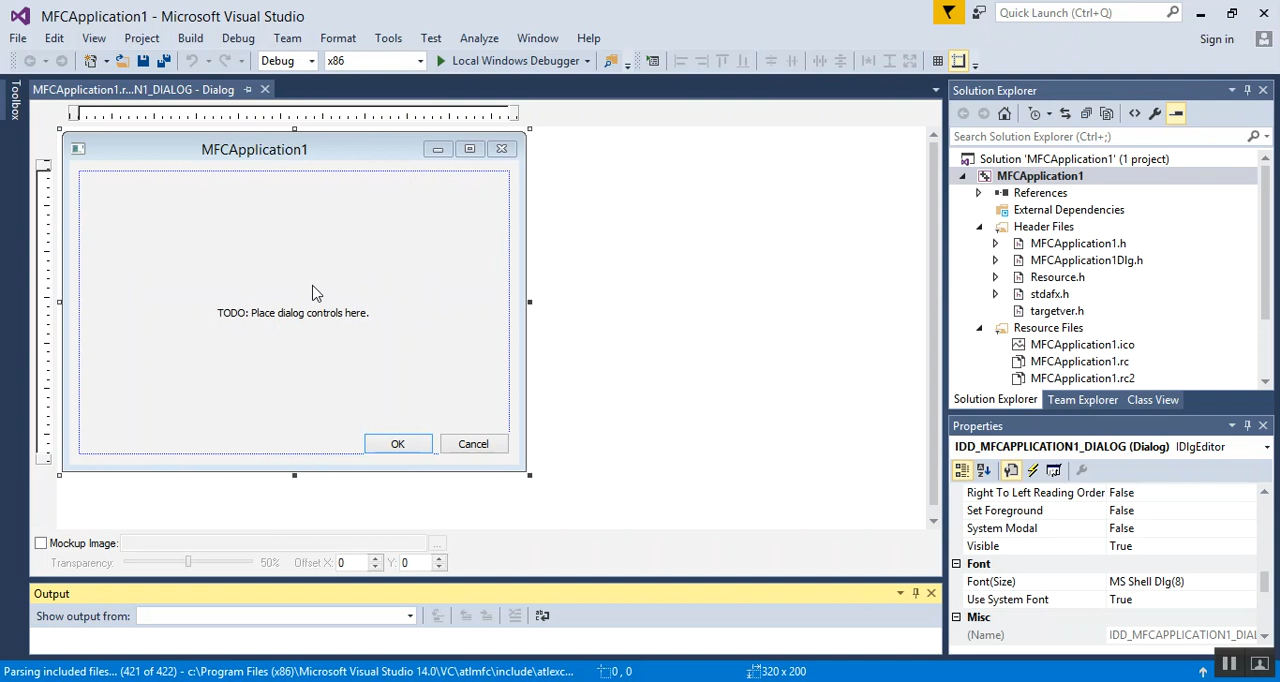 MFCApplication1 - Microsoft Visual Studio
Quick Launch (Ctrl+Q)
File Edit View Project Build Debug Team Format Tools Test Analyze Window Help
Sign in
Debug x86 Local Windows Debugger
Toolbox
MFCApplication1.r...N1_DIALOG - Dialog
MFCApplication1
TODO: Place dialog controls here.
OK Cancel
Mockup Image: ...
Transparency: 50% Offset X: 0 Y: 0
Output
Show output from:
Solution Explorer
Search Solution Explorer (Ctrl+;)
Solution 'MFCApplication1' (1 project)
MFCApplication1
References
External Dependencies
Header Files
MFCApplication1.h
MFCApplication1Dlg.h
Resource.h
stdafx.h
targetver.h
Resource Files
MFCApplication1.ico
MFCApplication1.rc
MFCApplication1.rc2
Solution Explorer Team Explorer Class View
Properties
IDD_MFCAPPLICATION1_DIALOG (Dialog) IDlgEditor
Right To Left Reading Order False
Set Foreground False
System Modal False
Visible True
Font
Font(Size) MS Shell Dlg(8)
Use System Font True
Misc
(Name) IDD_MFCAPPLICATION1_DIAL
Parsing included files... (421 of 422) - c:\Program Files (x86)\Microsoft Visual Studio 14.0\VC\atlmfc\include\atlexc... 0, 0 320 x 200